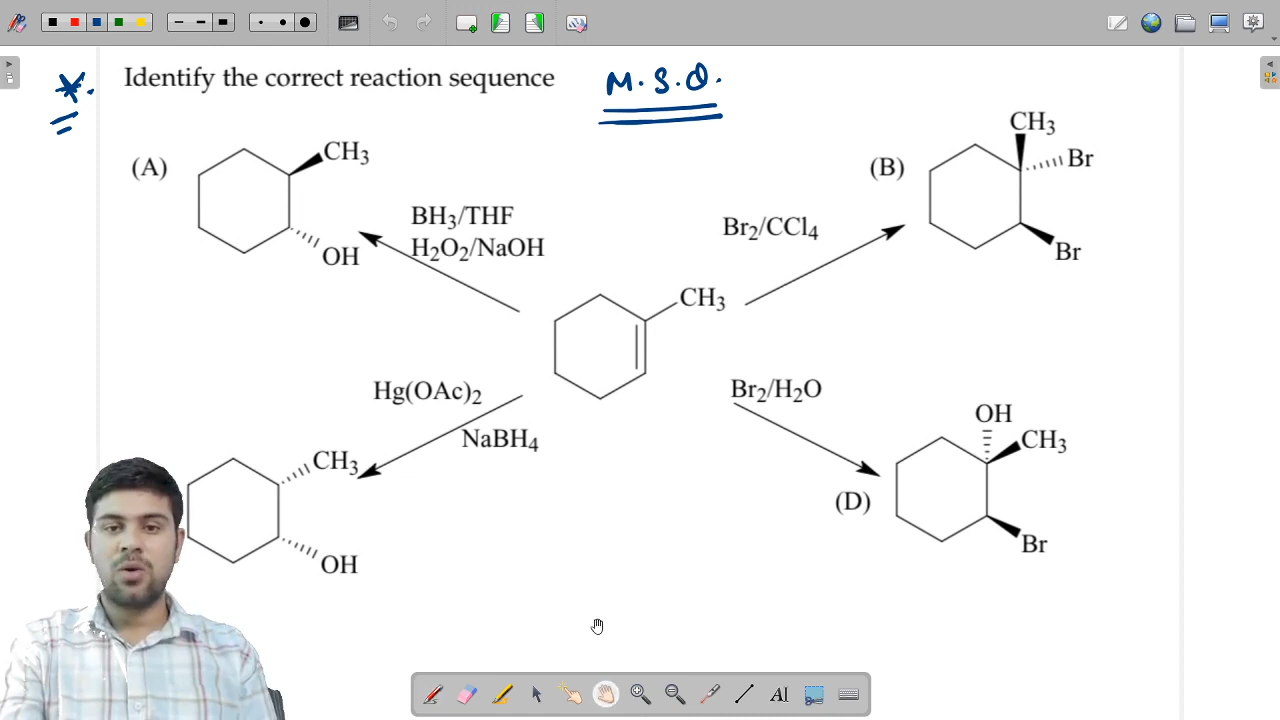 *. Identify the correct reaction sequence M.S.Q.
(A)
CH3
OH
BH3/THF
H2O2/NaOH
Br2/CCl4
(B)
CH3
Br
Br
CH3
Hg(OAc)2
NaBH4
CH3
OH
Br2/H2O
(D)
OH
CH3
Br
AI